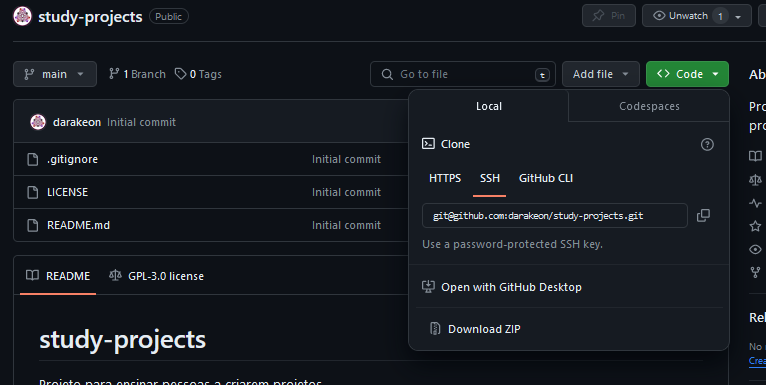 study-projects Public Pin Unwatch 1
main 1 Branch 0 Tags Go to file t Add file <> Code
Local Codespaces
darakeon Initial commit
Clone
.gitignore Initial commit
HTTPS SSH GitHub CLI
LICENSE Initial commit
git@github.com:darakeon/study-projects.git
README.md Initial commit
Use a password-protected SSH key.
README GPL-3.0 license
Open with GitHub Desktop
Download ZIP
study-projects
Projeto para ensinar pessoas a criarem projetos
Ab
Pro
pro
Rel
No r
Crea